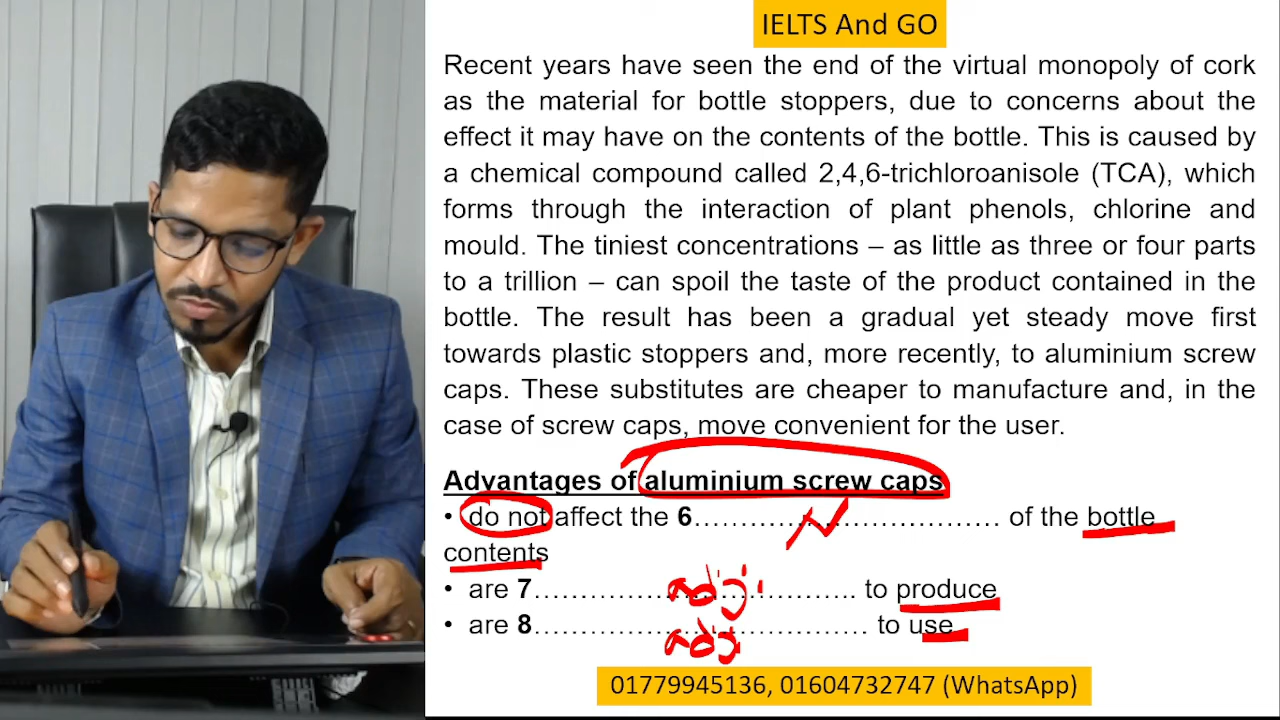 IELTS And GO
Recent years have seen the end of the virtual monopoly of cork
as the material for bottle stoppers, due to concerns about the
effect it may have on the contents of the bottle. This is caused by
a chemical compound called 2,4,6-trichloroanisole (TCA), which
forms through the interaction of plant phenols, chlorine and
mould. The tiniest concentrations – as little as three or four parts
to a trillion – can spoil the taste of the product contained in the
bottle. The result has been a gradual yet steady move first
towards plastic stoppers and, more recently, to aluminium screw
caps. These substitutes are cheaper to manufacture and, in the
case of screw caps, move convenient for the user.
Advantages of aluminium screw caps
• do not affect the 6……………N……………… of the bottle
contents
• are 7……………adj………….. to produce
• are 8……………adj…………… to use
01779945136, 01604732747 (WhatsApp)